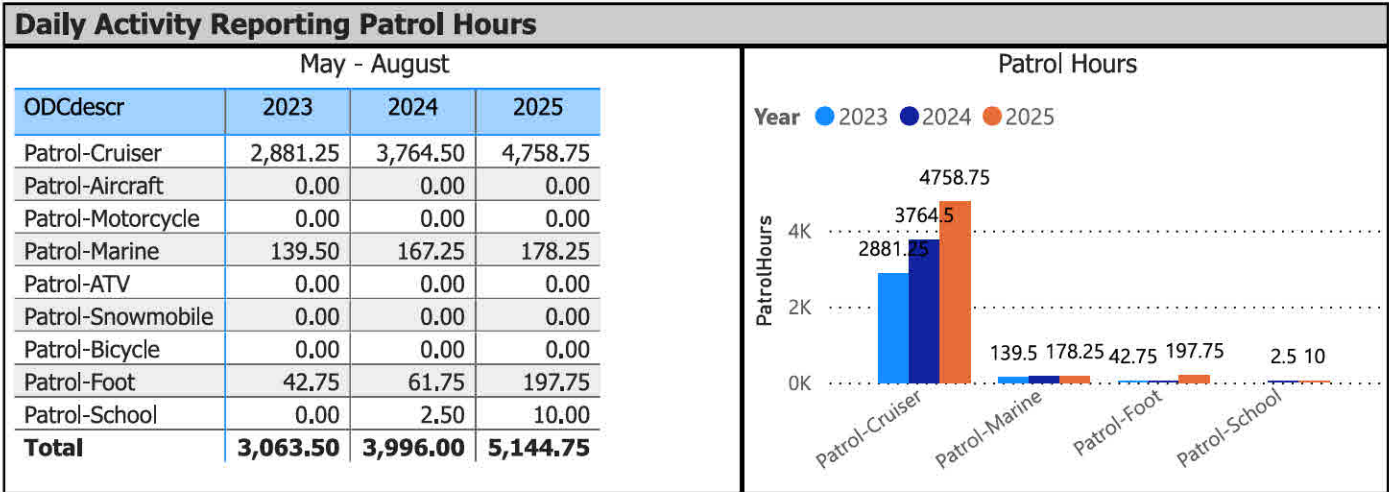 Daily Activity Reporting Patrol Hours
May - August
ODCdescr 2023 2024 2025
Patrol-Cruiser 2,881.25 3,764.50 4,758.75
Patrol-Aircraft 0.00 0.00 0.00
Patrol-Motorcycle 0.00 0.00 0.00
Patrol-Marine 139.50 167.25 178.25
Patrol-ATV 0.00 0.00 0.00
Patrol-Snowmobile 0.00 0.00 0.00
Patrol-Bicycle 0.00 0.00 0.00
Patrol-Foot 42.75 61.75 197.75
Patrol-School 0.00 2.50 10.00
Total 3,063.50 3,996.00 5,144.75
Patrol Hours
Year 2023 2024 2025
PatrolHours
4K
2K
0K
2881.25 3764.5 4758.75
139.5 178.25 42.75 197.75 2.5 10
Patrol-Cruiser
Patrol-Marine
Patrol-Foot
Patrol-School